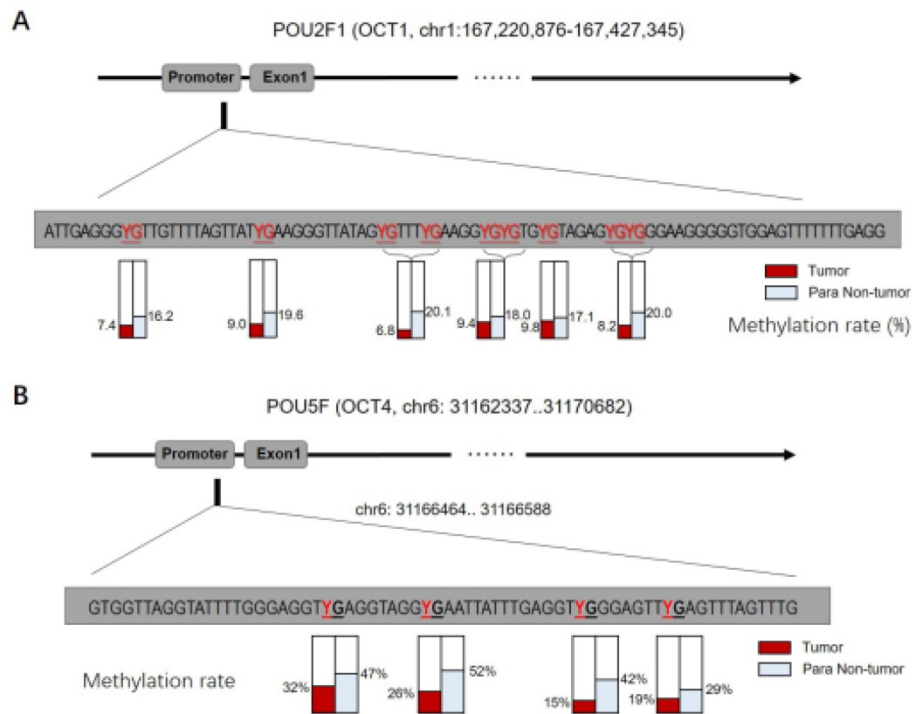 A
POU2F1 (OCT1, chr1:167,220,876-167,427,345)
Promoter Exon1 ......
ATTGAGGGYGTTGTTTTAGTTATYGAAGGGTTATAGYGTTTYGAAGGYGYGTGYGTAGAGYGYGGGAAGGGGGTGGAGTTTTTTTGAGG
7.4 16.2 9.0 19.6 6.8 20.1 9.4 18.0 9.8 17.1 8.2 20.0
Tumor
Para Non-tumor
Methylation rate (%)
B
POU5F (OCT4, chr6: 31162337..31170682)
Promoter Exon1 ......
chr6: 31166464.. 31166588
GTGGTTAGGTATTTTGGGAGGTYGAGGTAGGYGAATTATTTGAGGTYGGGAGTTYGAGTTTAGTTTG
Methylation rate
32% 47% 26% 52% 15% 42% 19% 29%
Tumor
Para Non-tumor